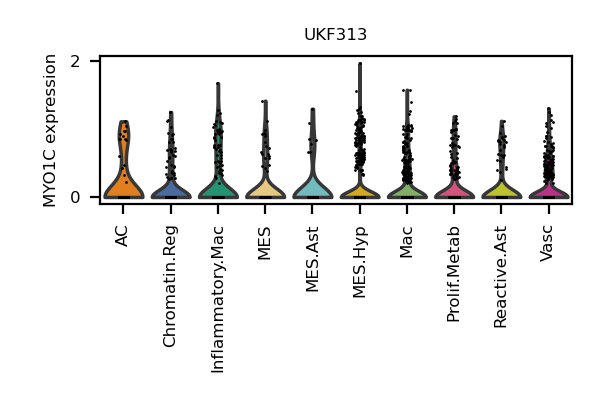 UKF313
MYO1C expression
2
0
AC
Chromatin.Reg
Inflammatory.Mac
MES
MES.Ast
MES.Hyp
Mac
Prolif.Metab
Reactive.Ast
Vasc